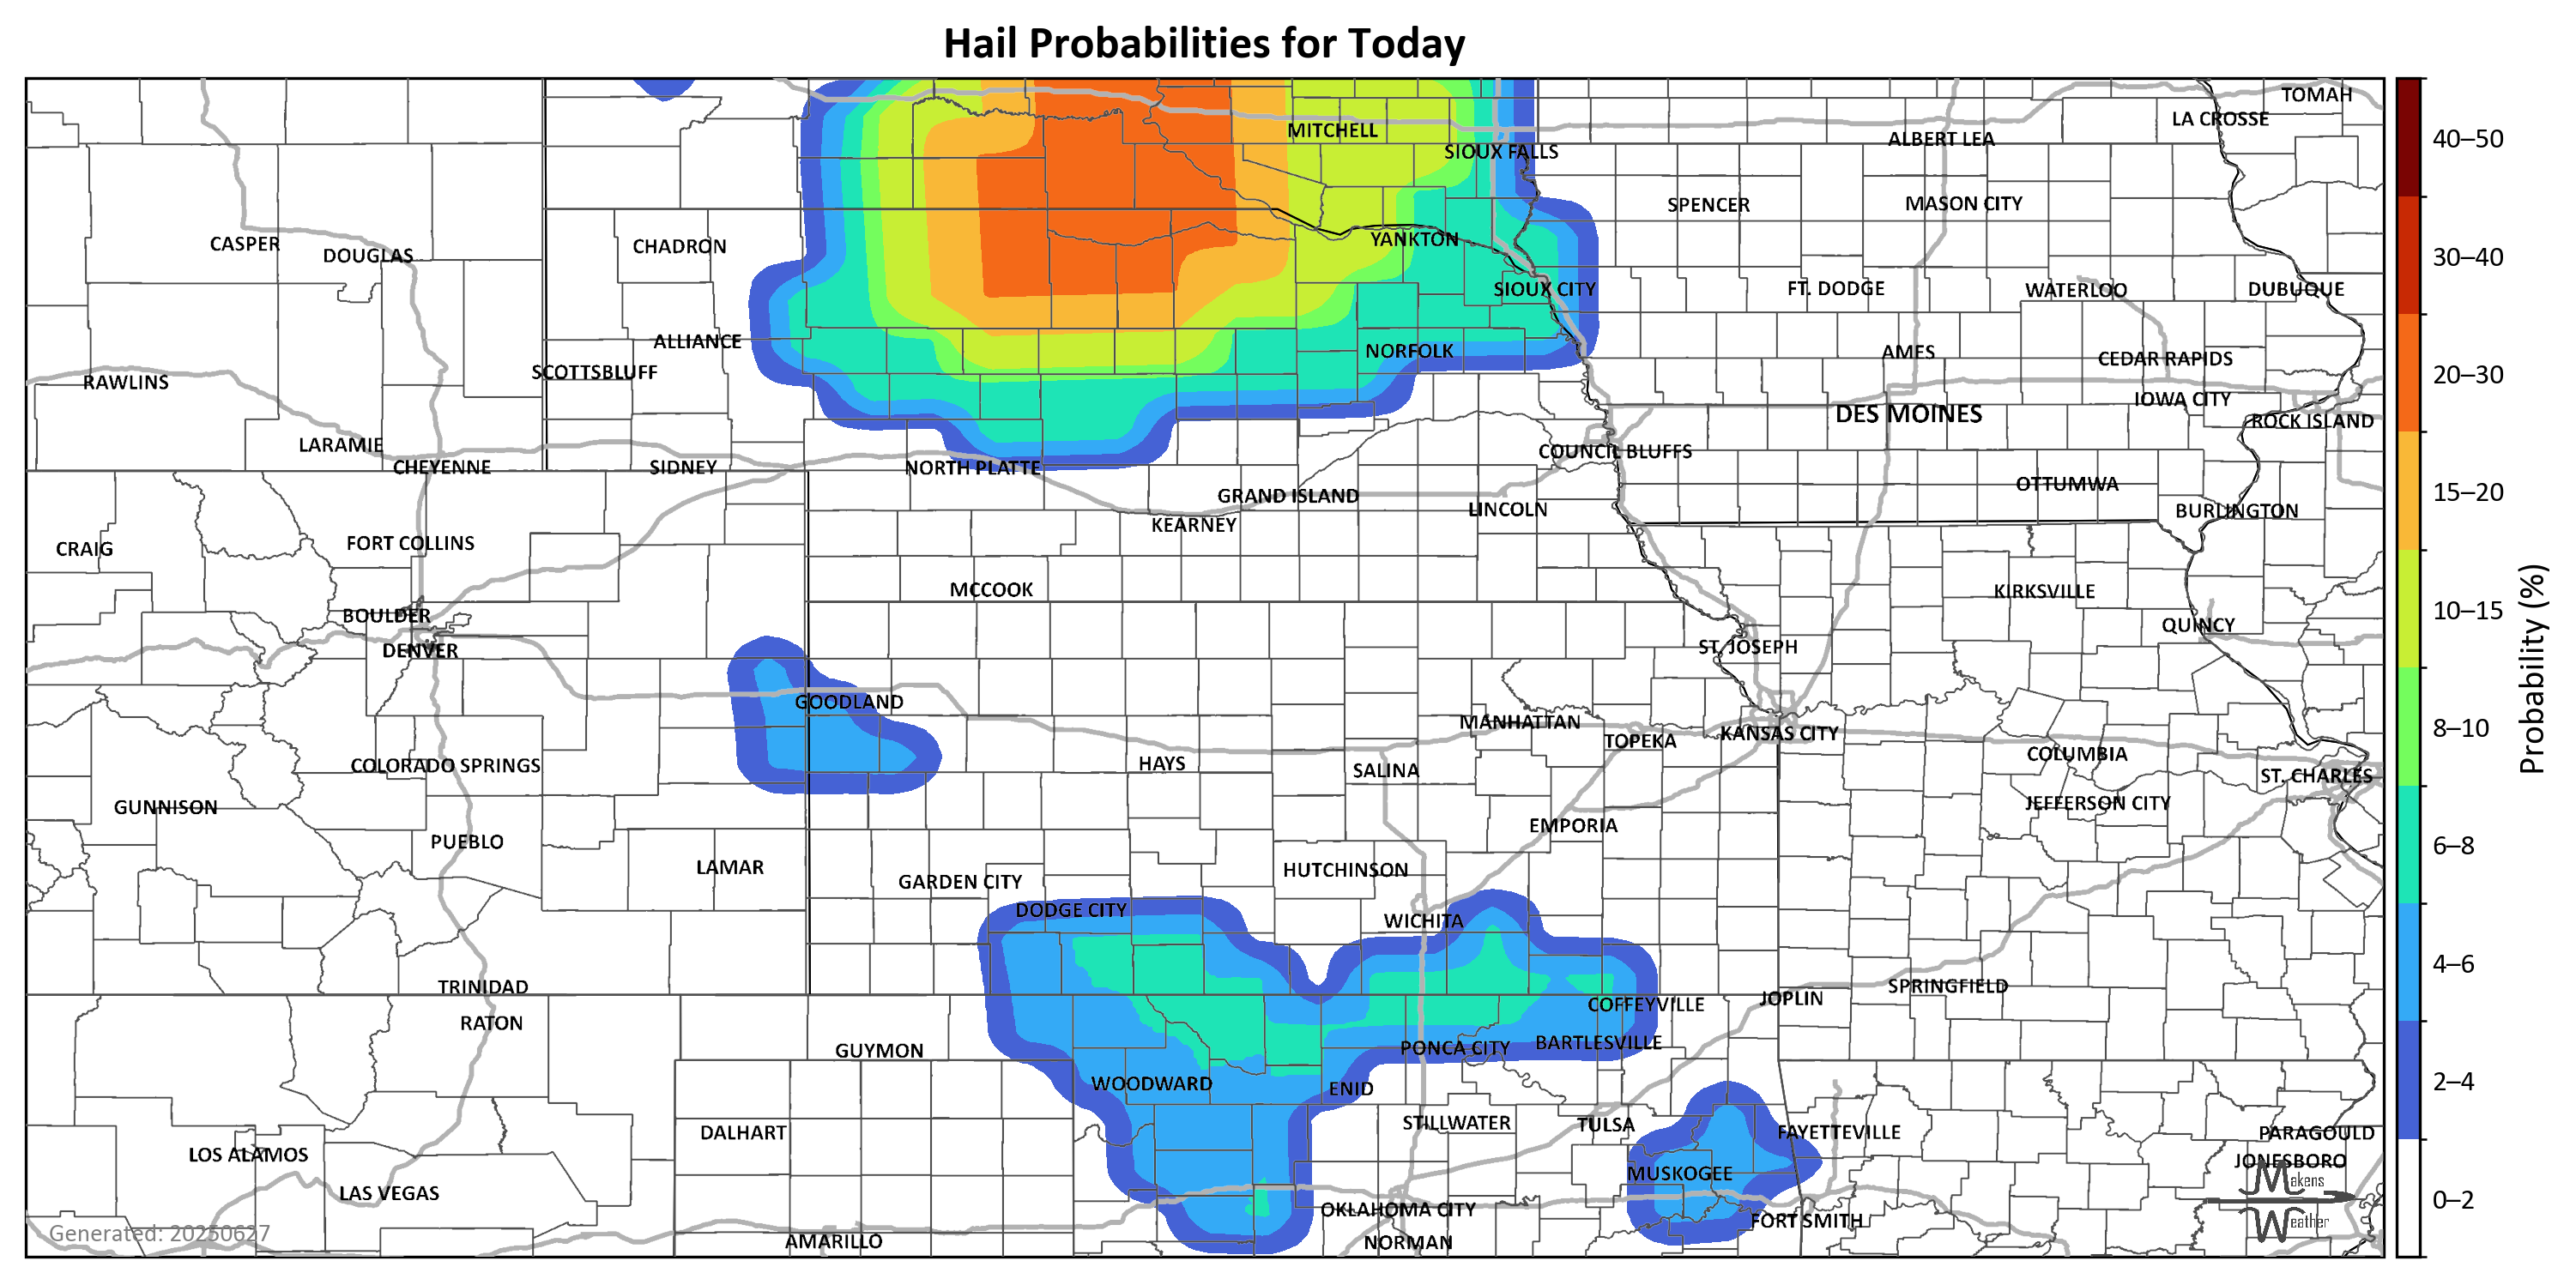 Hail Probabilities for Today
TOMAH
LA CROSSE
MITCHELL
ALBERT LEA
SIOUX FALLS
SPENCER
MASON CITY
CASPER
DOUGLAS
CHADRON
YANKTON
SIOUX CITY
FT. DODGE
WATERLOO
DUBUQUE
ALLIANCE
NORFOLK
AMES
CEDAR RAPIDS
RAWLINS
SCOTTSBLUFF
IOWA CITY
DES MOINES
ROCK ISLAND
LARAMIE
COUNCIL BLUFFS
CHEYENNE
SIDNEY
NORTH PLATTE
OTTUMWA
GRAND ISLAND
LINCOLN
BURLINGTON
KEARNEY
CRAIG
FORT COLLINS
MCCOOK
KIRKSVILLE
BOULDER
QUINCY
DENVER
ST. JOSEPH
GOODLAND
MANHATTAN
TOPEKA
KANSAS CITY
COLUMBIA
COLORADO SPRINGS
HAYS
SALINA
ST. CHARLES
GUNNISON
JEFFERSON CITY
PUEBLO
EMPORIA
LAMAR
HUTCHINSON
GARDEN CITY
DODGE CITY
WICHITA
TRINIDAD
SPRINGFIELD
JOPLIN
COFFEYVILLE
RATON
GUYMON
PONCA CITY
BARTLESVILLE
WOODWARD
ENID
STILLWATER
TULSA
DALHART
FAYETTEVILLE
PARAGOULD
LOS ALAMOS
JONESBORO
MUSKOGEE
LAS VEGAS
OKLAHOMA CITY
FORT SMITH
AMARILLO
NORMAN
Generated: 20250627
Makens
Weather
40–50
30–40
20–30
15–20
10–15
8–10
6–8
4–6
2–4
0–2
Probability (%)